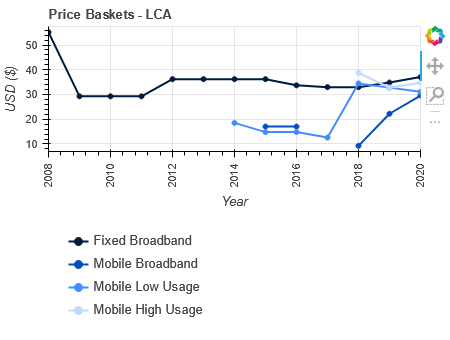 Price Baskets - LCA
USD ($)
50
40
30
20
10
2008
2010
2012
2014
2016
2018
2020
Year
Fixed Broadband
Mobile Broadband
Mobile Low Usage
Mobile High Usage